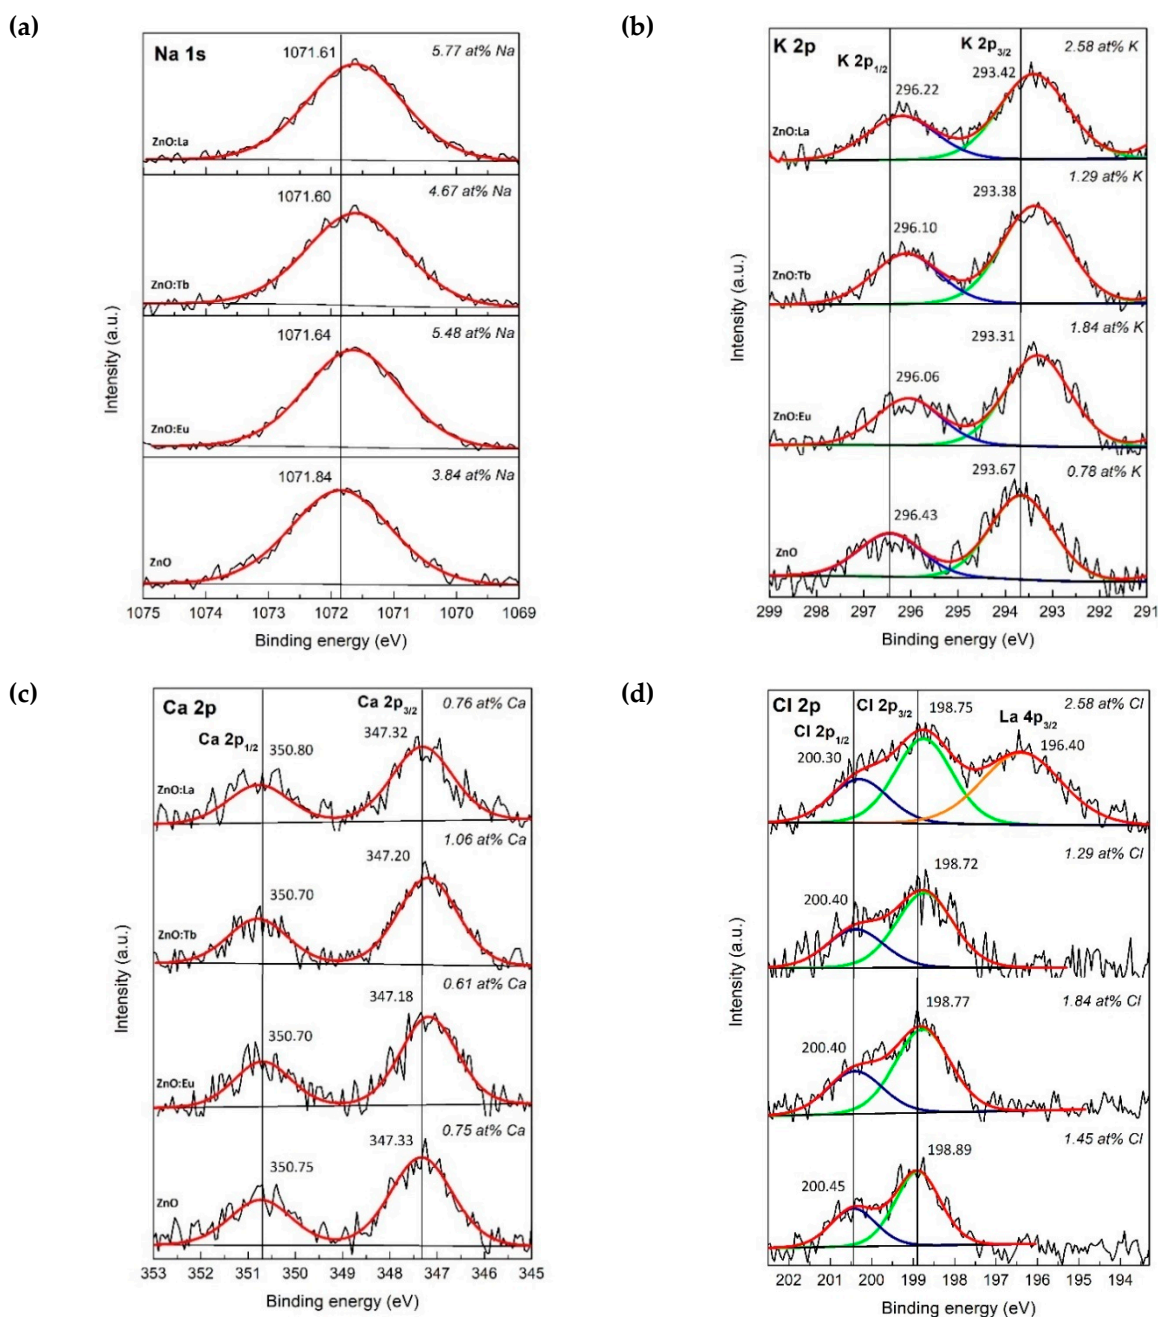 (a)
Na 1s
1071.61
5.77 at% Na
ZnO:La
1071.60
4.67 at% Na
ZnO:Tb
1071.64
5.48 at% Na
ZnO:Eu
1071.84
3.84 at% Na
ZnO
1075 1074 1073 1072 1071 1070 1069
Binding energy (eV)
Intensity (a.u.)
(b)
K 2p
K 2p1/2
K 2p3/2
2.58 at% K
296.22
293.42
ZnO:La
1.29 at% K
293.38
296.10
ZnO:Tb
1.84 at% K
293.31
296.06
ZnO:Eu
0.78 at% K
293.67
296.43
ZnO
299 298 297 296 295 294 293 292 291
Binding energy (eV)
Intensity (a.u.)
(c)
Ca 2p
Ca 2p3/2
0.76 at% Ca
Ca 2p1/2
350.80
347.32
ZnO:La
1.06 at% Ca
347.20
350.70
ZnO:Tb
0.61 at% Ca
347.18
350.70
ZnO:Eu
0.75 at% Ca
347.33
350.75
ZnO
353 352 351 350 349 348 347 346 345
Binding energy (eV)
Intensity (a.u.)
(d)
Cl 2p
Cl 2p3/2
198.75
2.58 at% Cl
Cl 2p1/2
La 4p3/2
200.30
196.40
1.29 at% Cl
198.72
200.40
1.84 at% Cl
198.77
200.40
1.45 at% Cl
198.89
200.45
202 201 200 199 198 197 196 195 194
Binding energy (eV)
Intensity (a.u.)